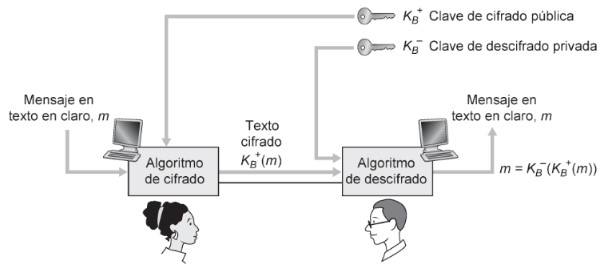 K_B^+ Clave de cifrado pública
K_B^- Clave de descifrado privada
Mensaje en
texto en claro, m
Texto
cifrado
K_B^+(m)
Mensaje en
texto en claro, m
Algoritmo
de cifrado
Algoritmo
de descifrado
m = K_B^-(K_B^+(m))